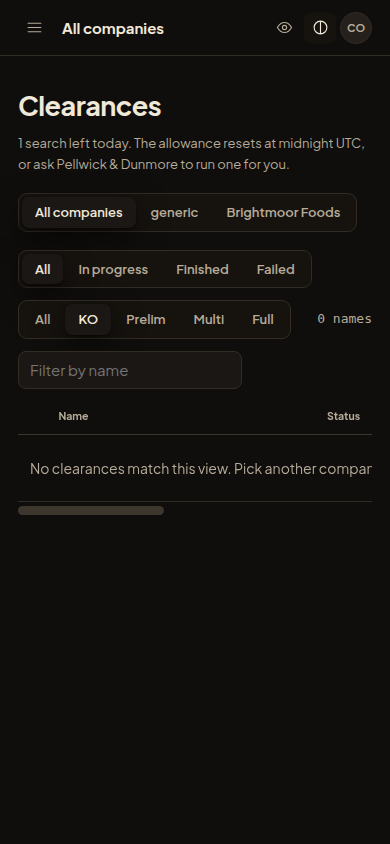 All companies
CO
Clearances
1 search left today. The allowance resets at midnight UTC,
or ask Pellwick & Dunmore to run one for you.
All companies generic Brightmoor Foods
All In progress Finished Failed
All KO Prelim Multi Full 0 names
Filter by name
Name Status
No clearances match this view. Pick another compar